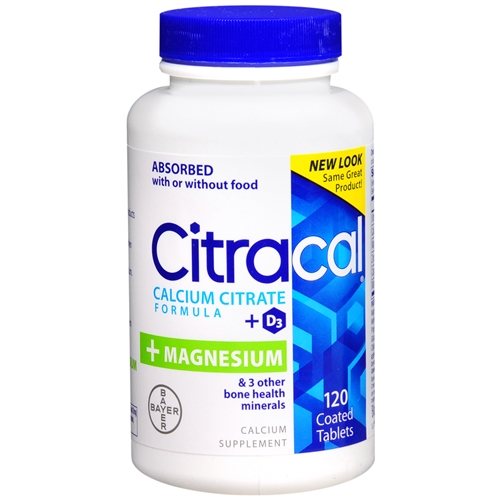 ABSORBED
with or without food
NEW LOOK
Same Great
Product!
Citracal
CALCIUM CITRATE
FORMULA + D3
+ MAGNESIUM
& 3 other
bone health
minerals
BAYER
BAYER
CALCIUM
SUPPLEMENT
120
Coated
Tablets